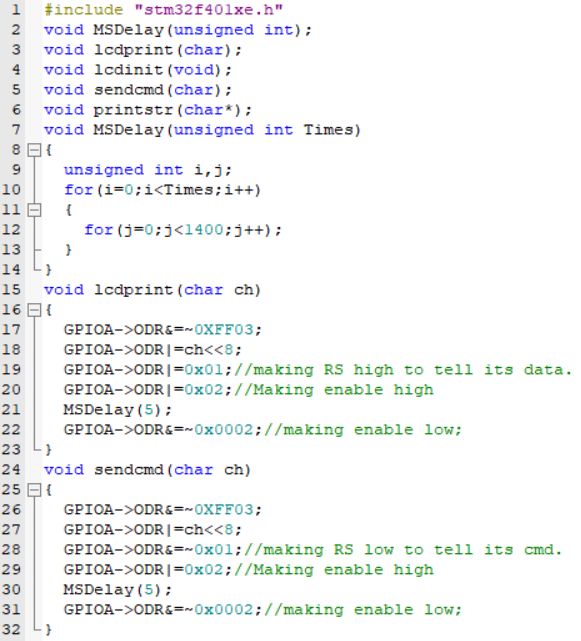 1 #include "stm32f401xe.h"
2 void MSDelay(unsigned int);
3 void lcdprint(char);
4 void lcdinit(void);
5 void sendcmd(char);
6 void printstr(char*);
7 void MSDelay(unsigned int Times)
8 {
9 unsigned int i,j;
10 for(i=0;i<Times;i++)
11 {
12 for(j=0;j<1400;j++);
13 }
14 }
15 void lcdprint(char ch)
16 {
17 GPIOA->ODR&=~0XFF03;
18 GPIOA->ODR|=ch<<8;
19 GPIOA->ODR|=0x01;//making RS high to tell its data.
20 GPIOA->ODR|=0x02;//Making enable high
21 MSDelay(5);
22 GPIOA->ODR&=~0x0002;//making enable low;
23 }
24 void sendcmd(char ch)
25 {
26 GPIOA->ODR&=~0XFF03;
27 GPIOA->ODR|=ch<<8;
28 GPIOA->ODR&=~0x01;//making RS low to tell its cmd.
29 GPIOA->ODR|=0x02;//Making enable high
30 MSDelay(5);
31 GPIOA->ODR&=~0x0002;//making enable low;
32 }